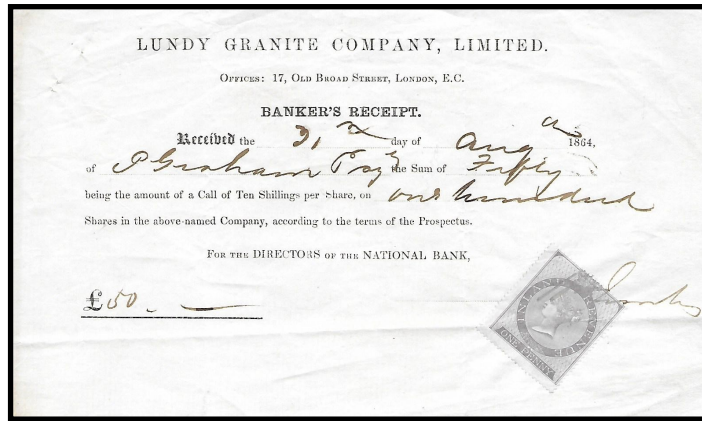 LUNDY GRANITE COMPANY, LIMITED.
OFFICES: 17, OLD BROAD STREET, LONDON, E.C.
BANKER'S RECEIPT.
Received the 31st day of Aug 1864,
of P Graham Esqr the Sum of Fifty
being the amount of a Call of Ten Shillings per Share, on one hundred
Shares in the above-named Company, according to the terms of the Prospectus.
FOR THE DIRECTORS OF THE NATIONAL BANK,
£50.
INLAND REVENUE
ONE PENNY